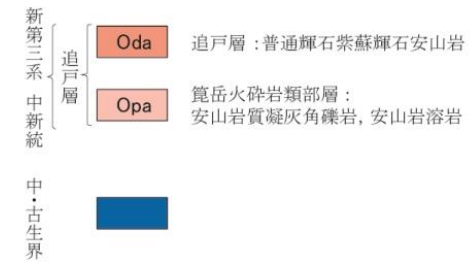 新第三系 中新統
追戸層
Oda
追戸層:普通輝石紫蘇輝石安山岩
Opa
箟岳火砕岩類部層:
安山岩質凝灰角礫岩, 安山岩溶岩
中・古生界